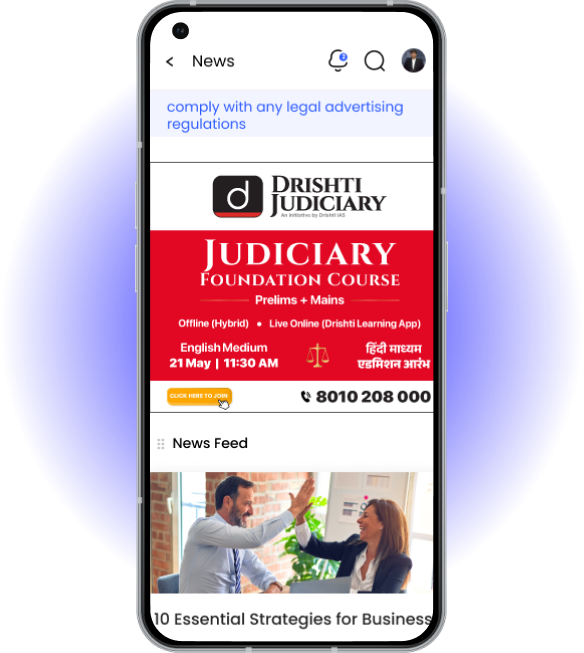 News
3
comply with any legal advertising
regulations
d
DRISHTI
JUDICIARY
An Initiative by Drishti IAS
JUDICIARY
FOUNDATION COURSE
Prelims + Mains
Offline (Hybrid) • Live Online (Drishti Learning App)
English Medium
21 May | 11:30 AM
हिंदी माध्यम
एडमिशन आरंभ
CLICK HERE TO JOIN
8010 208 000
News Feed
10 Essential Strategies for Business